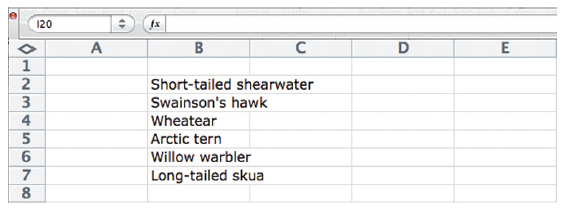 I20 fx
A B C D E
1
2 Short-tailed shearwater
3 Swainson's hawk
4 Wheatear
5 Arctic tern
6 Willow warbler
7 Long-tailed skua
8